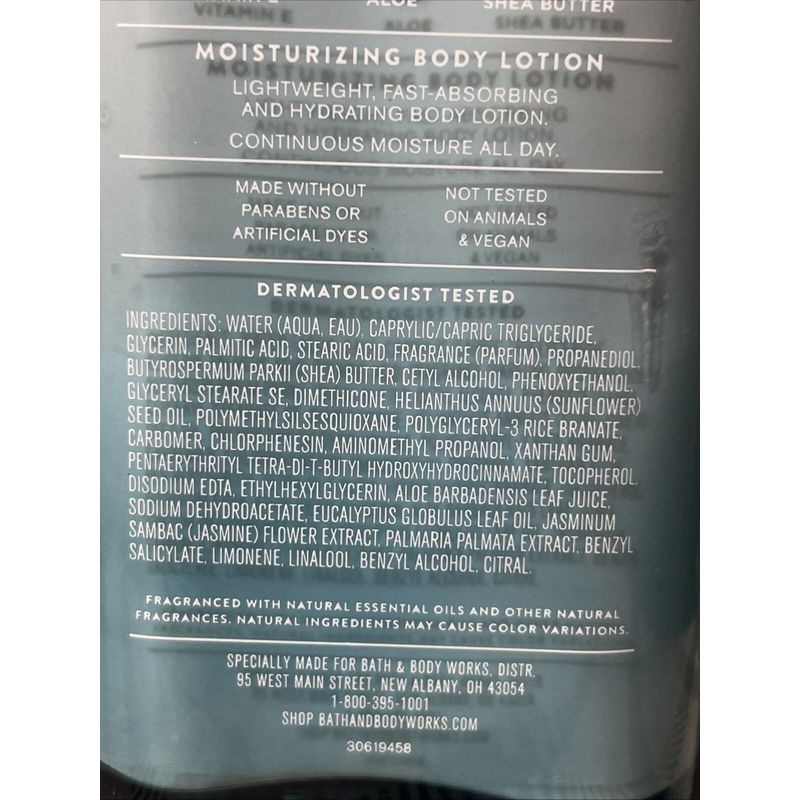 VITAMIN E ALOE SHEA BUTTER
MOISTURIZING BODY LOTION
LIGHTWEIGHT, FAST-ABSORBING
AND HYDRATING BODY LOTION.
CONTINUOUS MOISTURE ALL DAY.
MADE WITHOUT
PARABENS OR
ARTIFICIAL DYES
NOT TESTED
ON ANIMALS
& VEGAN
DERMATOLOGIST TESTED
INGREDIENTS: WATER (AQUA, EAU), CAPRYLIC/CAPRIC TRIGLYCERIDE,
GLYCERIN, PALMITIC ACID, STEARIC ACID, FRAGRANCE (PARFUM), PROPANEDIOL,
BUTYROSPERMUM PARKII (SHEA) BUTTER, CETYL ALCOHOL, PHENOXYETHANOL,
GLYCERYL STEARATE SE, DIMETHICONE, HELIANTHUS ANNUUS (SUNFLOWER)
SEED OIL, POLYMETHYLSILSESQUIOXANE, POLYGLYCERYL-3 RICE BRANATE,
CARBOMER, CHLORPHENESIN, AMINOMETHYL PROPANOL, XANTHAN GUM,
PENTAERYTHRITYL TETRA-DI-T-BUTYL HYDROXYHYDROCINNAMATE, TOCOPHEROL,
DISODIUM EDTA, ETHYLHEXYLGLYCERIN, ALOE BARBADENSIS LEAF JUICE,
SODIUM DEHYDROACETATE, EUCALYPTUS GLOBULUS LEAF OIL, JASMINUM
SAMBAC (JASMINE) FLOWER EXTRACT, PALMARIA PALMATA EXTRACT, BENZYL
SALICYLATE, LIMONENE, LINALOOL, BENZYL ALCOHOL, CITRAL.
FRAGRANCED WITH NATURAL ESSENTIAL OILS AND OTHER NATURAL
FRAGRANCES. NATURAL INGREDIENTS MAY CAUSE COLOR VARIATIONS.
SPECIALLY MADE FOR BATH & BODY WORKS, DISTR.
95 WEST MAIN STREET, NEW ALBANY, OH 43054
1-800-395-1001
SHOP BATHANDBODYWORKS.COM
30619458